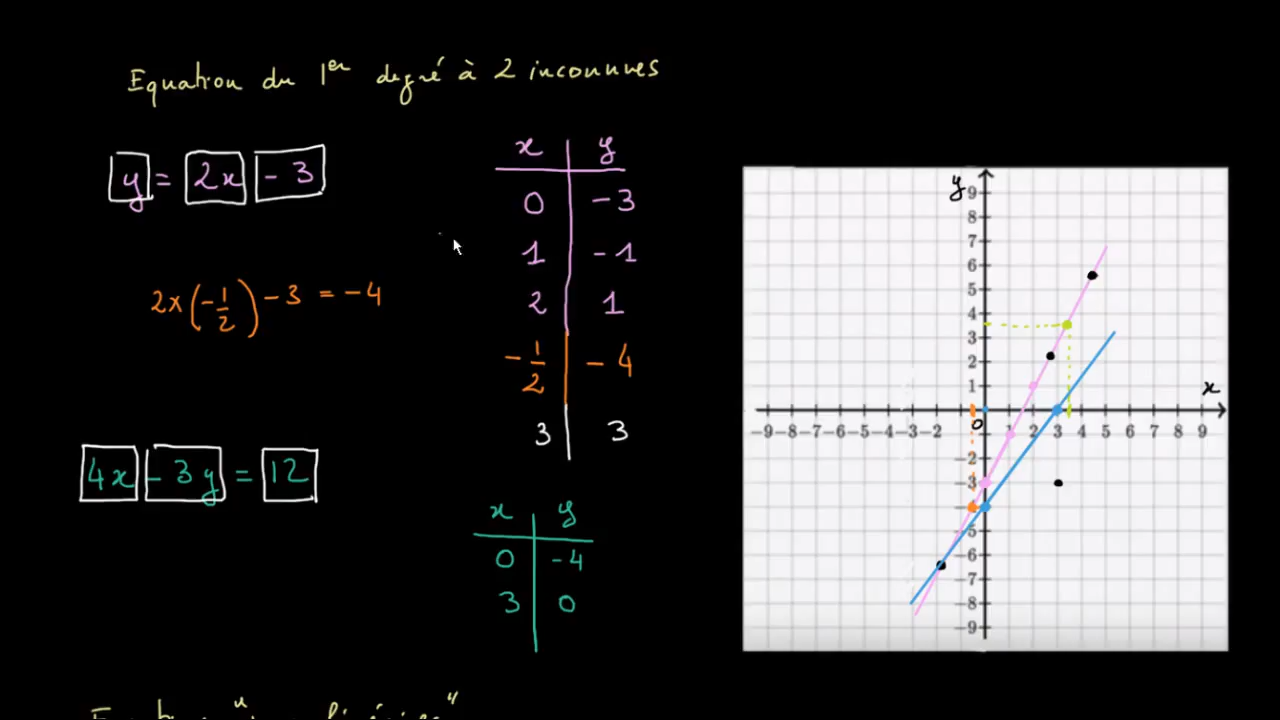 Equation du 1er degré à 2 inconnues
y = 2x - 3
x y
0 -3
1 -1
2 1
-1/2 -4
3 3
2×(-1/2) - 3 = -4
4x - 3y = 12
x y
0 -4
3 0
y
9
8
7
6
5
4
3
2
1
x
-9 -8 -7 -6 -5 -4 -3 -2 0 1 2 3 4 5 6 7 8 9
-2
-3
-4
-5
-6
-7
-8
-9